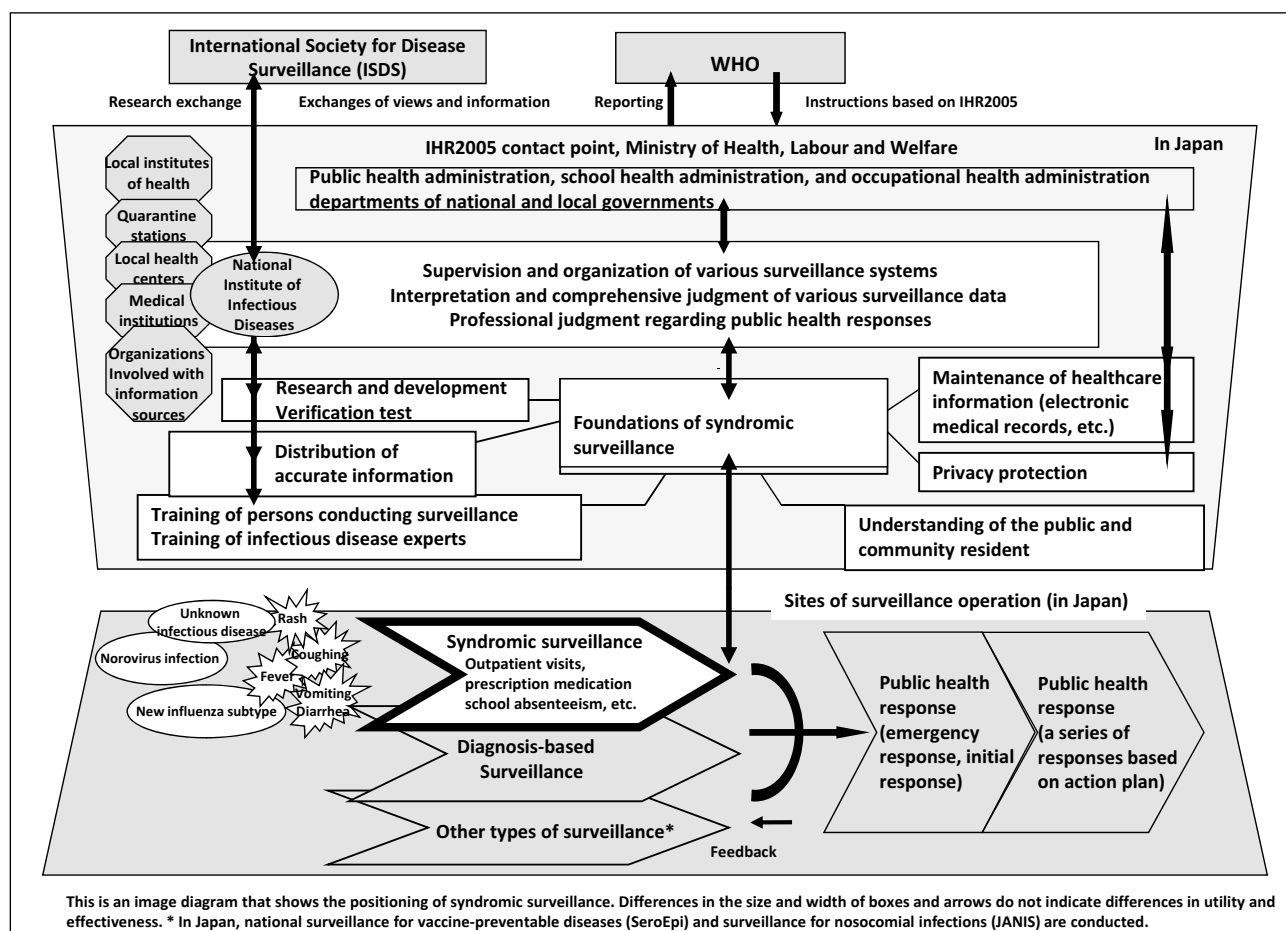 International Society for Disease
Surveillance (ISDS)
WHO
Research exchange
Exchanges of views and information
Reporting
Instructions based on IHR2005
IHR2005 contact point, Ministry of Health, Labour and Welfare
In Japan
Public health administration, school health administration, and occupational health administration
departments of national and local governments
Local institutes
of health
Quarantine
stations
Local health
centers
Medical
institutions
Organizations
Involved with
information
sources
National
Institute of
Infectious
Diseases
Supervision and organization of various surveillance systems
Interpretation and comprehensive judgment of various surveillance data
Professional judgment regarding public health responses
Research and development
Verification test
Distribution of
accurate information
Training of persons conducting surveillance
Training of infectious disease experts
Foundations of syndromic
surveillance
Maintenance of healthcare
information (electronic
medical records, etc.)
Privacy protection
Understanding of the public and
community resident
Sites of surveillance operation (in Japan)
Unknown
infectious disease
Rash
Norovirus infection
Coughing
Fever
Vomiting
Diarrhea
New influenza subtype
Syndromic surveillance
Outpatient visits,
prescription medication
school absenteeism, etc.
Diagnosis-based
Surveillance
Other types of surveillance*
Feedback
Public health
response
(emergency
response, initial
response)
Public health
response
(a series of
responses based
on action plan)
This is an image diagram that shows the positioning of syndromic surveillance. Differences in the size and width of boxes and arrows do not indicate differences in utility and
effectiveness. * In Japan, national surveillance for vaccine-preventable diseases (SeroEpi) and surveillance for nosocomial infections (JANIS) are conducted.